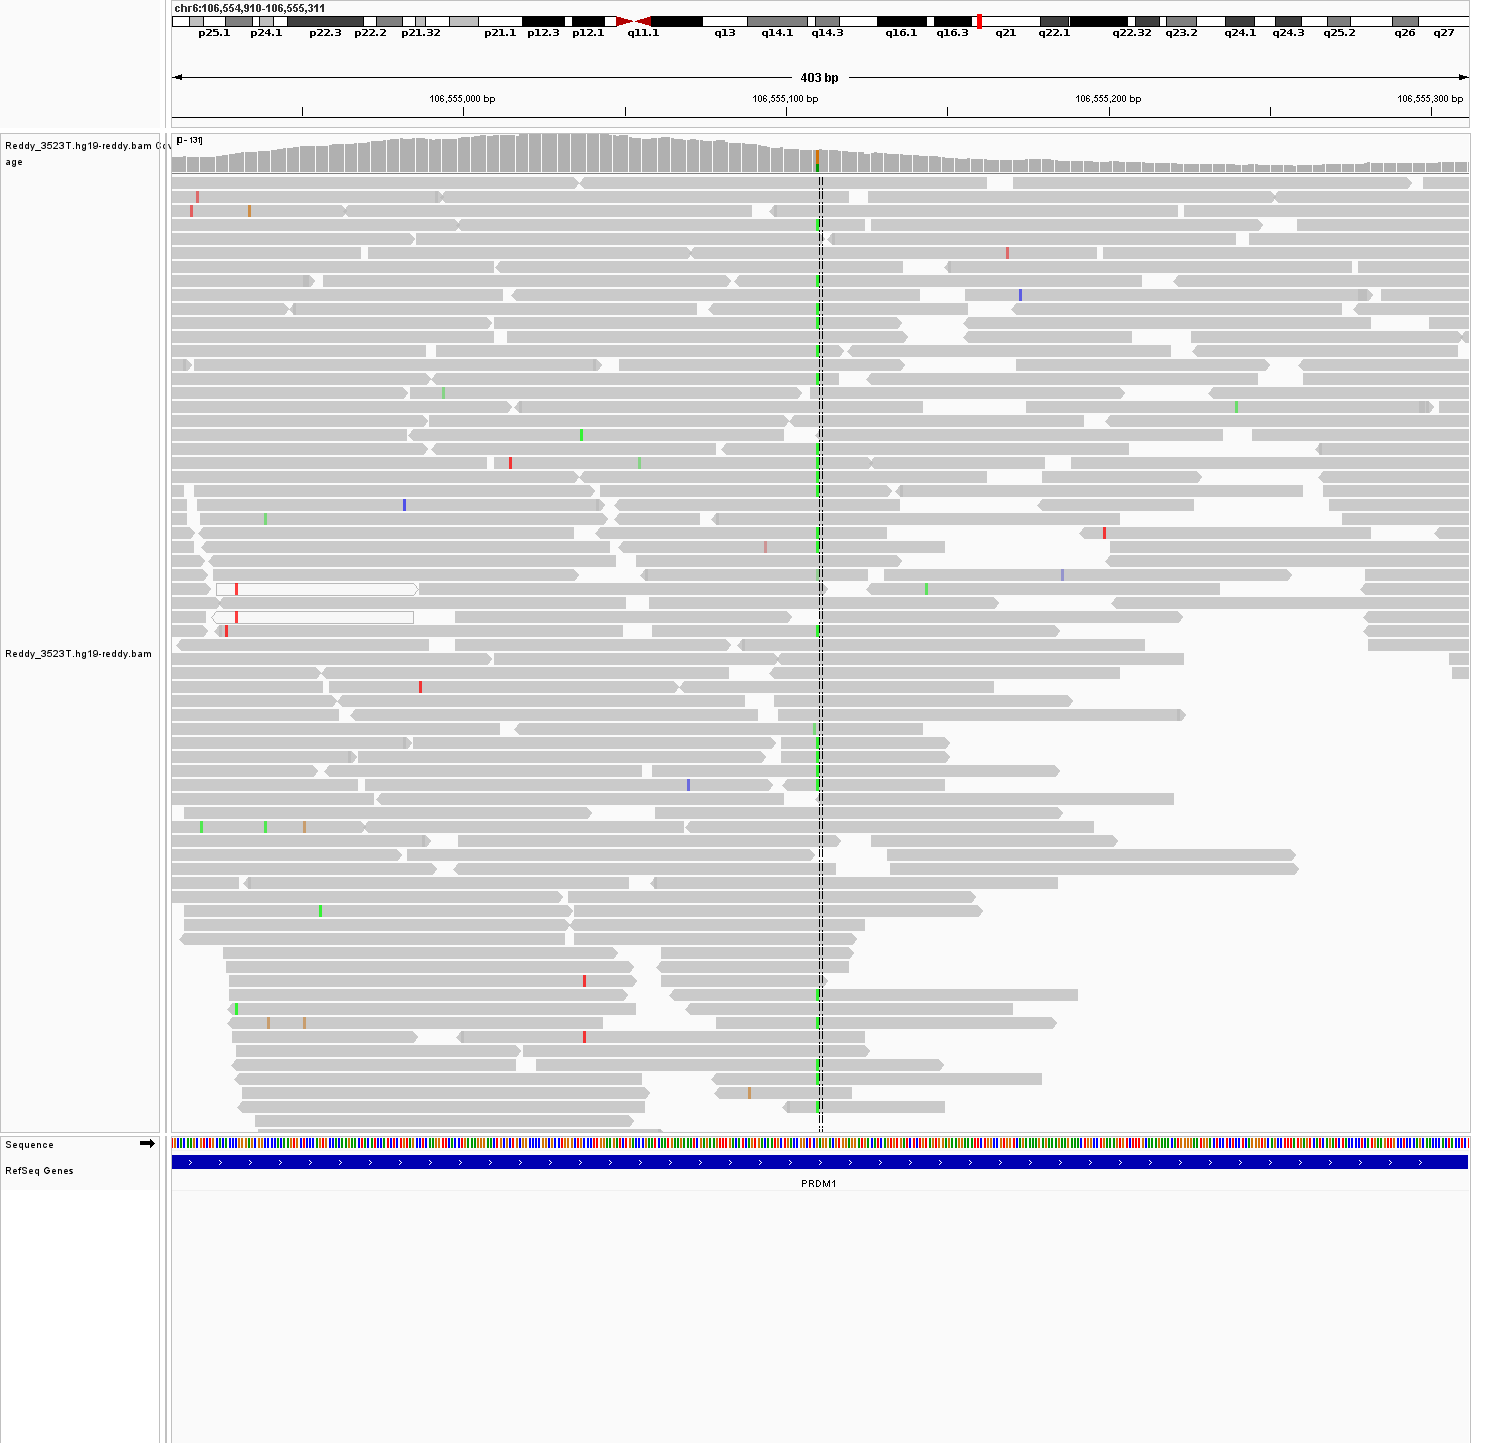 chr6:106,554,910-106,555,311
p25.1 p24.1 p22.3 p22.2 p21.32 p21.1 p12.3 p12.1 q11.1 q13 q14.1 q14.3 q16.1 q16.3 q21 q22.1 q22.32 q23.2 q24.1 q24.3 q25.2 q26 q27
403 bp
106,555,000 bp 106,555,100 bp 106,555,200 bp 106,555,300 bp
[0 - 131]
Reddy_3523T.hg19-reddy.bam Cov
age
Reddy_3523T.hg19-reddy.bam
Sequence
RefSeq Genes
PRDM1